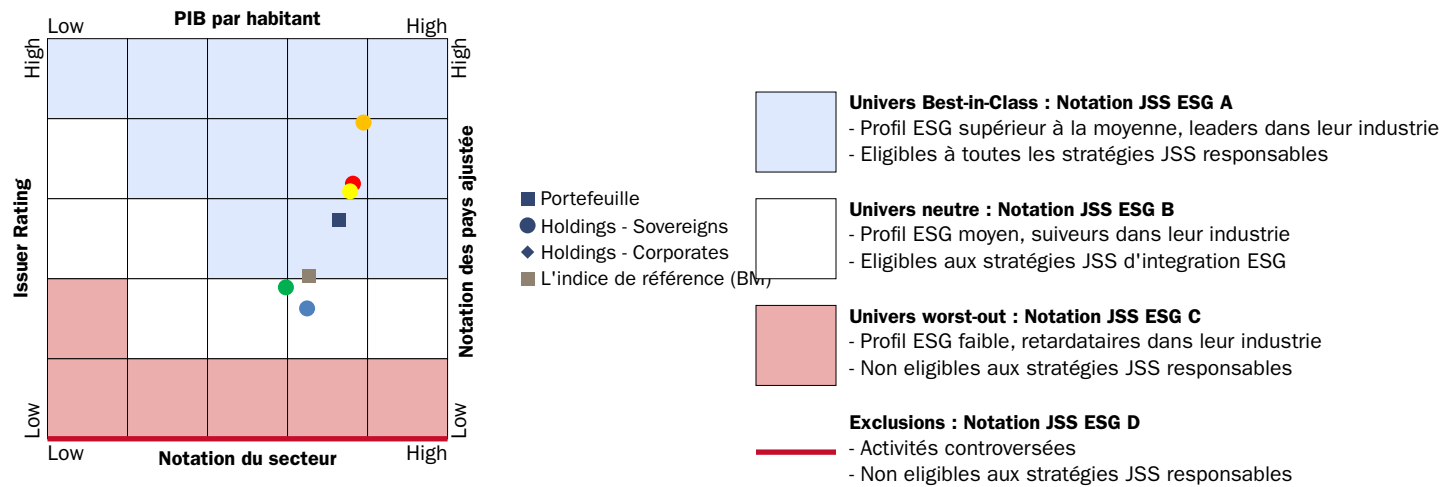 PIB par habitant
Low
High
High
High
Issuer Rating
Notation des pays ajustée
Low
Low
Low
High
Notation du secteur
Portefeuille
Holdings - Sovereigns
Holdings - Corporates
L'indice de référence (BM)
Univers Best-in-Class : Notation JSS ESG A
- Profil ESG supérieur à la moyenne, leaders dans leur industrie
- Eligibles à toutes les stratégies JSS responsables
Univers neutre : Notation JSS ESG B
- Profil ESG moyen, suiveurs dans leur industrie
- Eligibles aux stratégies JSS d'integration ESG
Univers worst-out : Notation JSS ESG C
- Profil ESG faible, retardataires dans leur industrie
- Non eligibles aux stratégies JSS responsables
Exclusions : Notation JSS ESG D
- Activités controversées
- Non eligibles aux stratégies JSS responsables